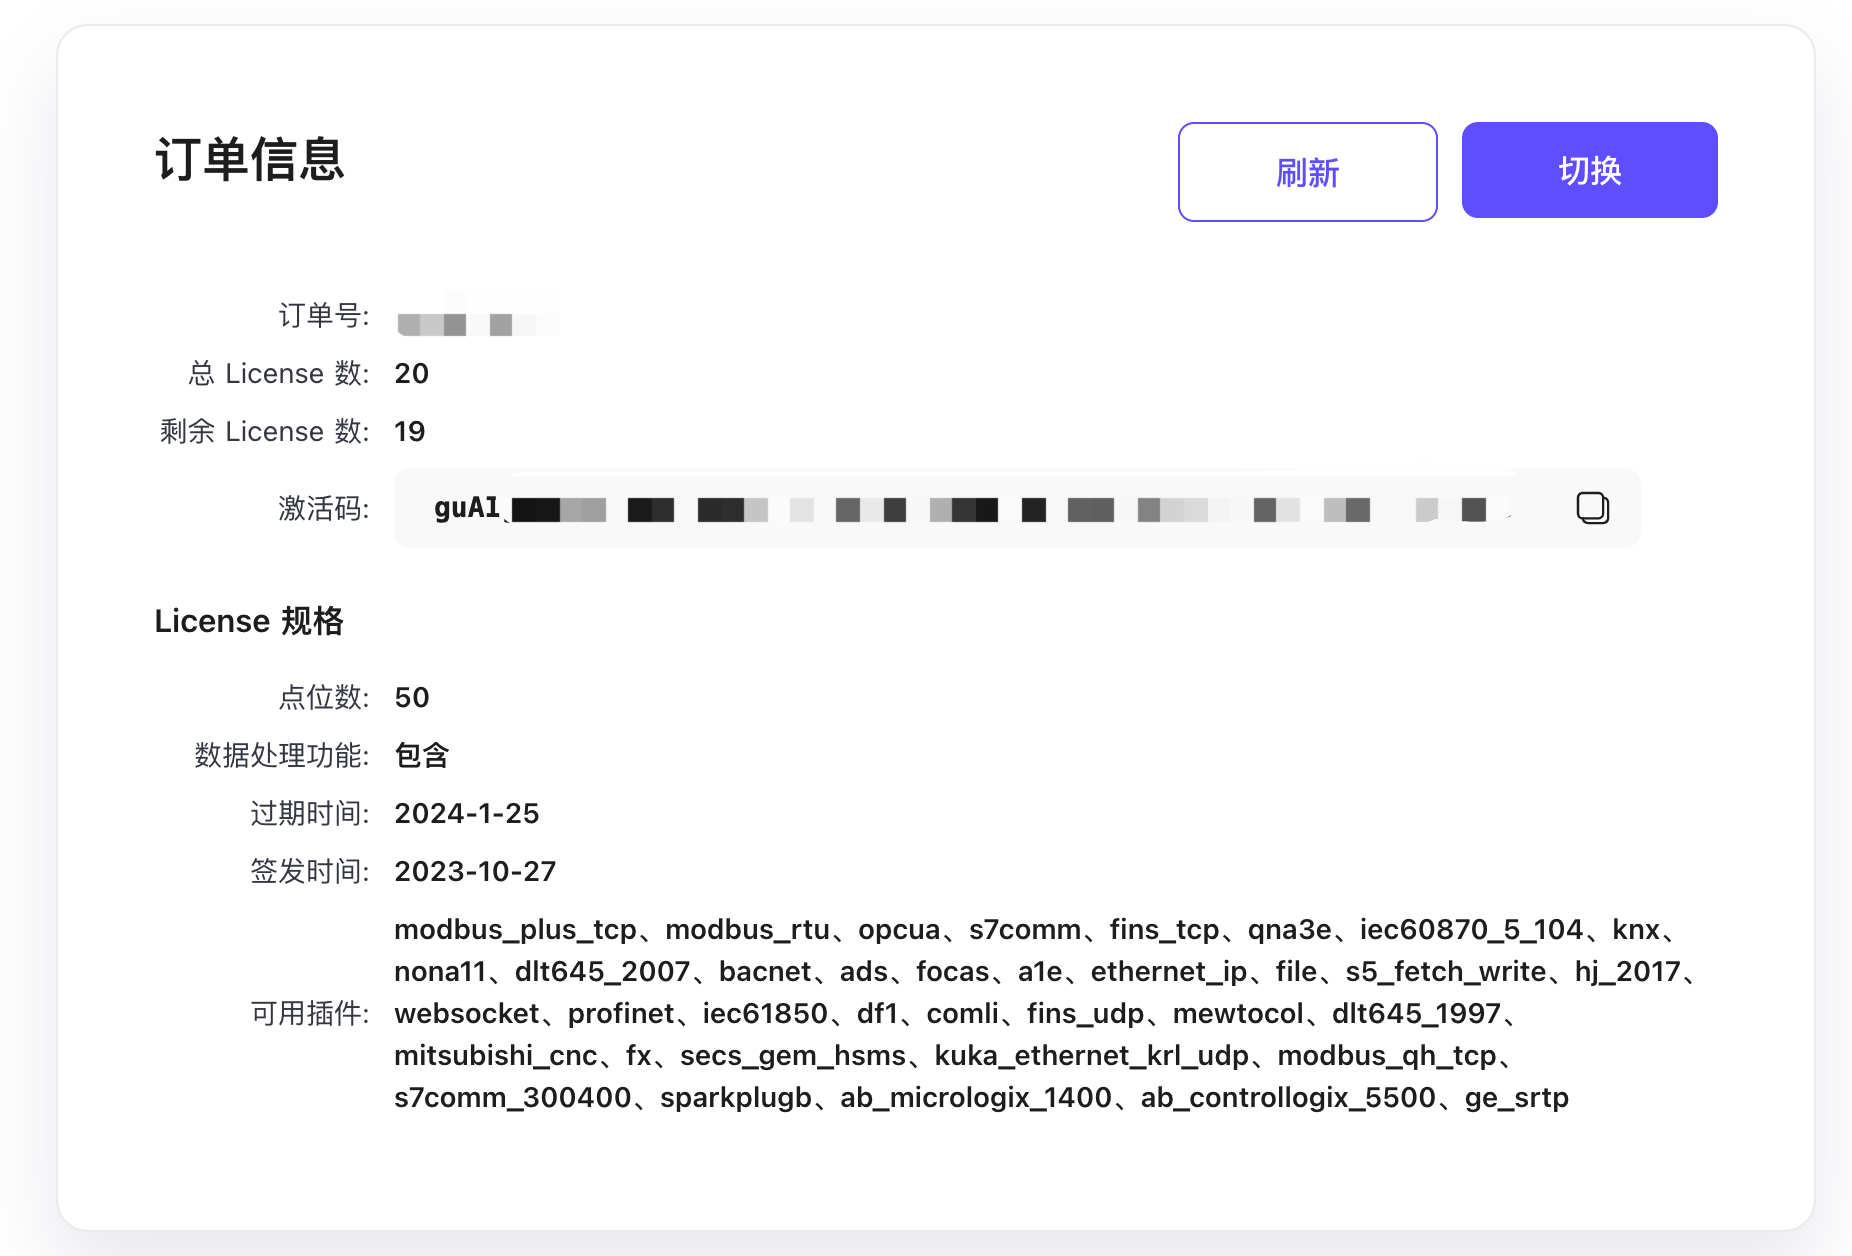 订单信息
刷新
切换
订单号:
总 License 数: 20
剩余 License 数: 19
激活码: guAI
License 规格
点位数: 50
数据处理功能: 包含
过期时间: 2024-1-25
签发时间: 2023-10-27
可用插件:
modbus_plus_tcp、modbus_rtu、opcua、s7comm、fins_tcp、qna3e、iec60870_5_104、knx、
nona11、dlt645_2007、bacnet、ads、focas、a1e、ethernet_ip、file、s5_fetch_write、hj_2017、
websocket、profinet、iec61850、df1、comli、fins_udp、mewtocol、dlt645_1997、
mitsubishi_cnc、fx、secs_gem_hsms、kuka_ethernet_krl_udp、modbus_qh_tcp、
s7comm_300400、sparkplugb、ab_micrologix_1400、ab_controllogix_5500、ge_srtp